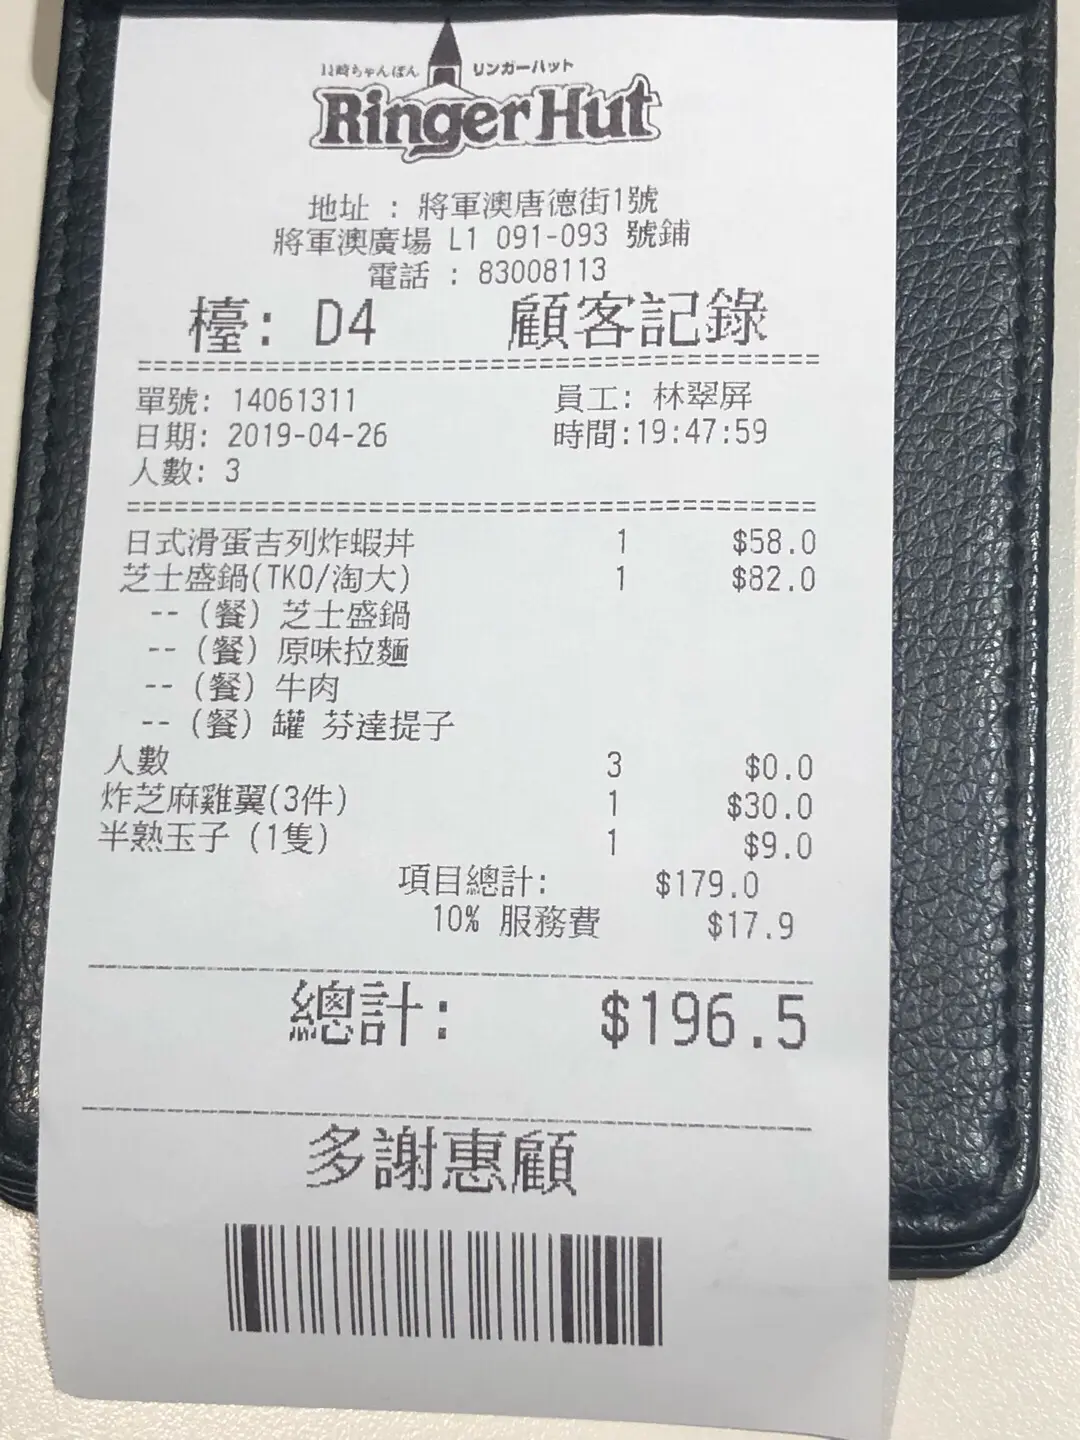 長崎ちゃんぽん リンガーハット
RingerHut
地址 : 將軍澳唐德街1號
將軍澳廣場 L1 091-093 號鋪
電話 : 83008113
檯: D4 顧客記錄
單號: 14061311 員工: 林翠屏
日期: 2019-04-26 時間:19:47:59
人數: 3
日式滑蛋吉列炸蝦丼 1 $58.0
芝士盛鍋(TKO/淘大) 1 $82.0
-- (餐) 芝士盛鍋
-- (餐) 原味拉麵
-- (餐) 牛肉
-- (餐) 罐 芬達提子
人數 3 $0.0
炸芝麻雞翼(3件) 1 $30.0
半熟玉子 (1隻) 1 $9.0
項目總計: $179.0
10% 服務費 $17.9
總計: $196.5
多謝惠顧